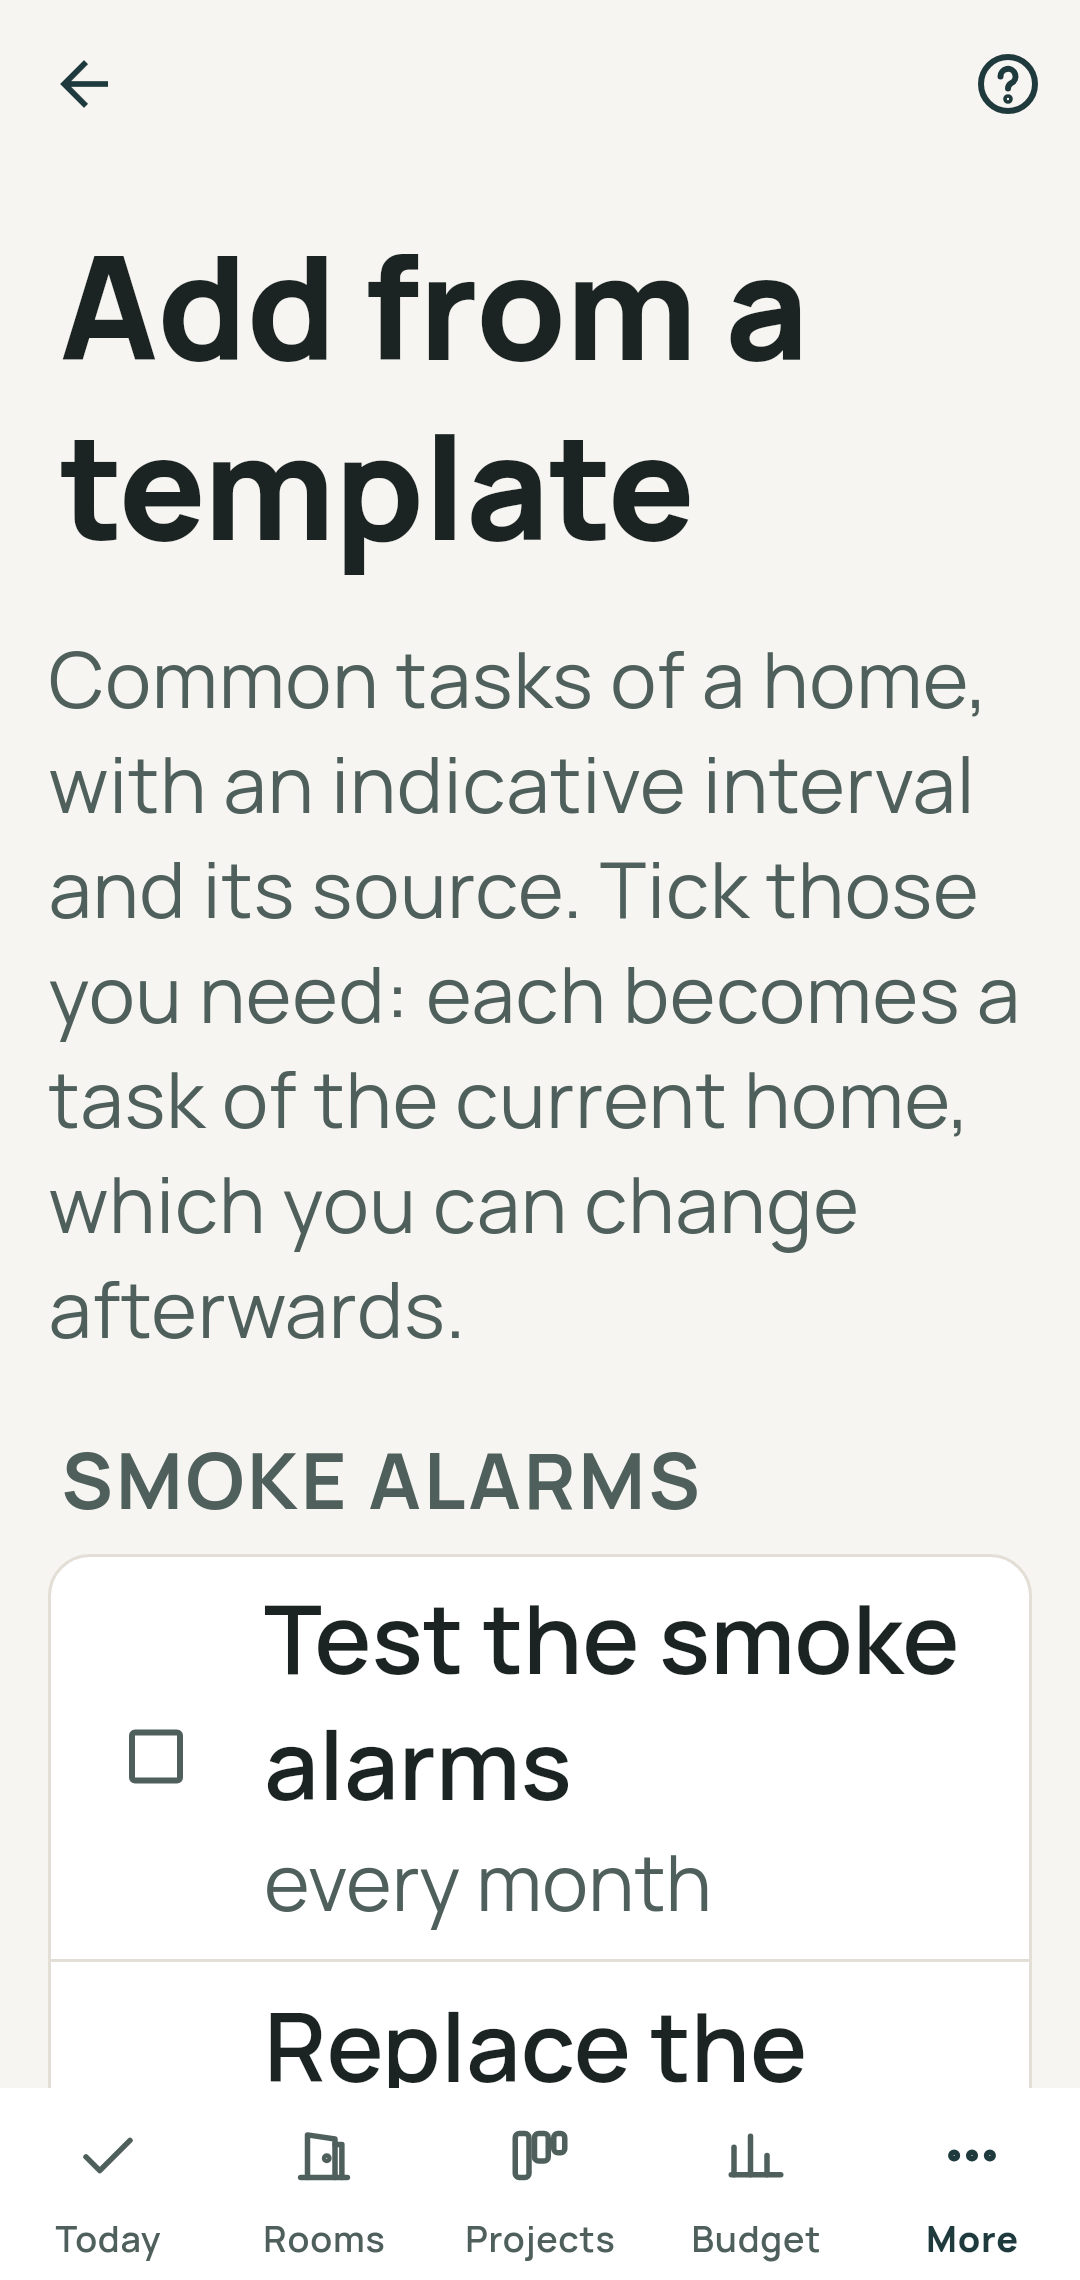 Add from a
template
Common tasks of a home,
with an indicative interval
and its source. Tick those
you need: each becomes a
task of the current home,
which you can change
afterwards.
SMOKE ALARMS
Test the smoke
alarms
every month
Replace the
Today
Rooms
Projects
Budget
More